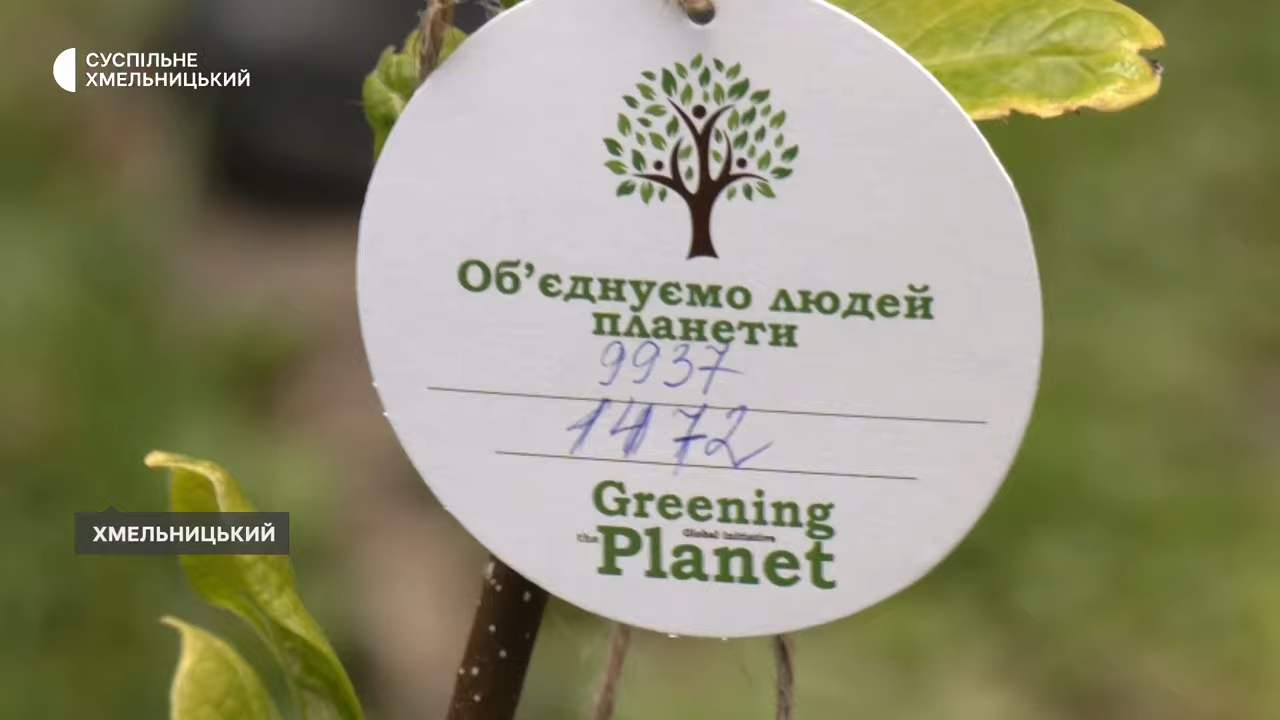 СУСПІЛЬНЕ
ХМЕЛЬНИЦЬКИЙ
Об’єднуємо людей
планети
9937
1472
Greening
Global Initiative
the Planet
ХМЕЛЬНИЦЬКИЙ